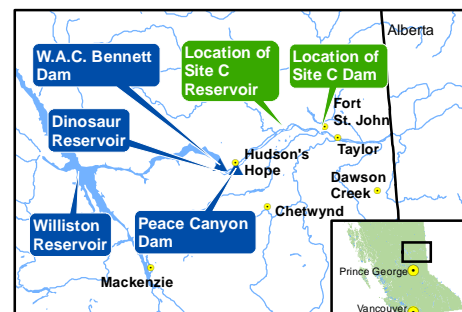 Alberta
W.A.C. Bennett
Dam
Location of
Site C
Reservoir
Location of
Site C Dam
Dinosaur
Reservoir
Fort
St. John
Taylor
Hudson's
Hope
Dawson
Creek
Williston
Reservoir
Peace Canyon
Dam
Chetwynd
Mackenzie
Prince George
Vancouver